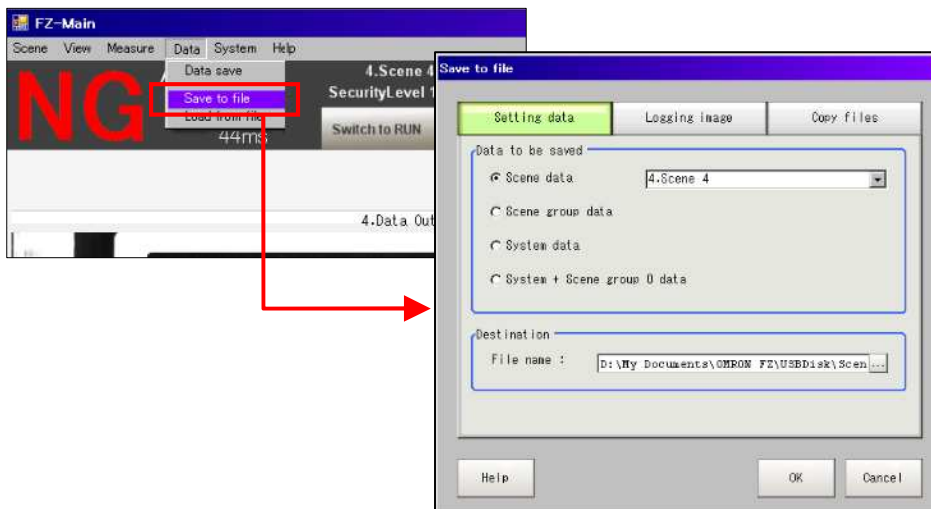 FZ-Main
Scene View Measure Data System Help
Data save
Save to file
Load from file
NG
4.Scene 4
SecurityLevel 1
Switch to RUN
44ms
4.Data Out
Save to file
Setting data Logging image Copy files
Data to be saved
Scene data 4.Scene 4
Scene group data
System data
System + Scene group 0 data
Destination
File name : D:\My Documents\OMRON FZ\USBDisk\Scen ...
Help OK Cancel